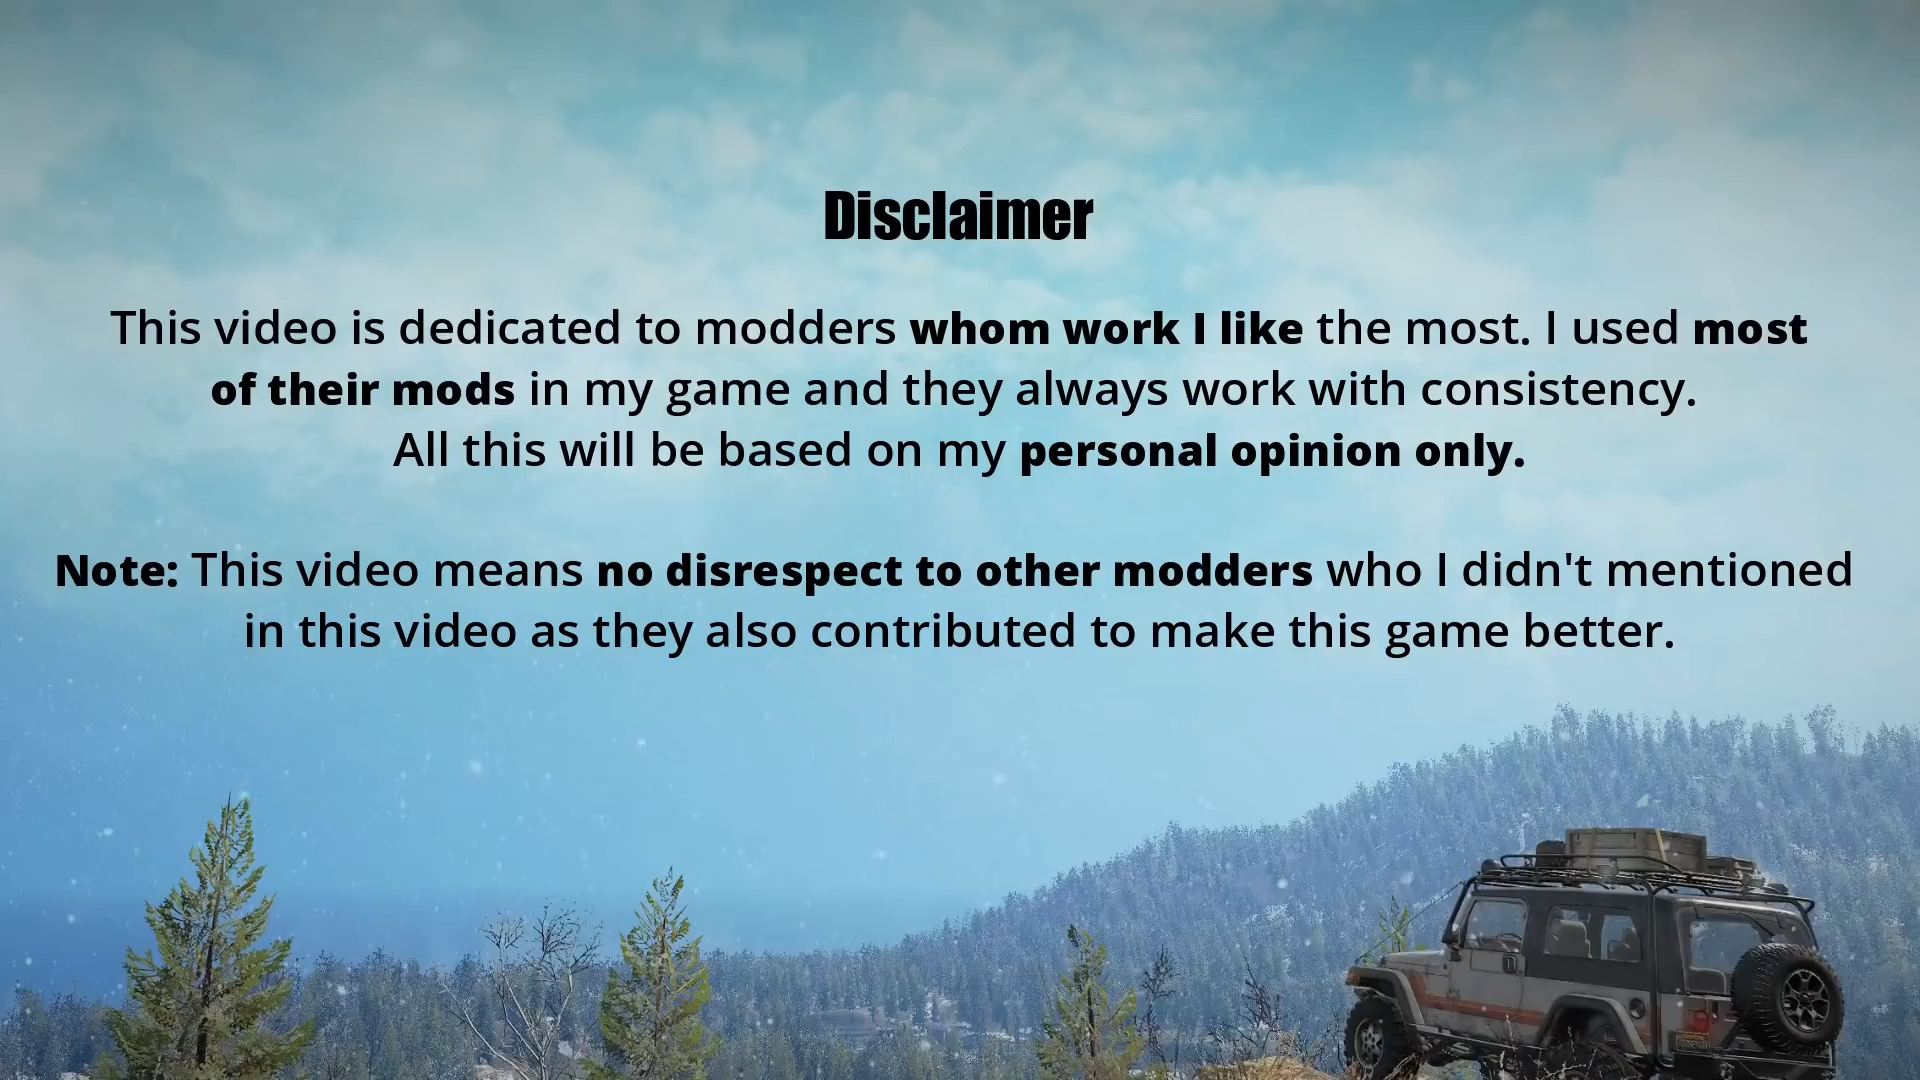 Disclaimer
This video is dedicated to modders whom work I like the most. I used most
of their mods in my game and they always work with consistency.
All this will be based on my personal opinion only.
Note: This video means no disrespect to other modders who I didn't mentioned
in this video as they also contributed to make this game better.